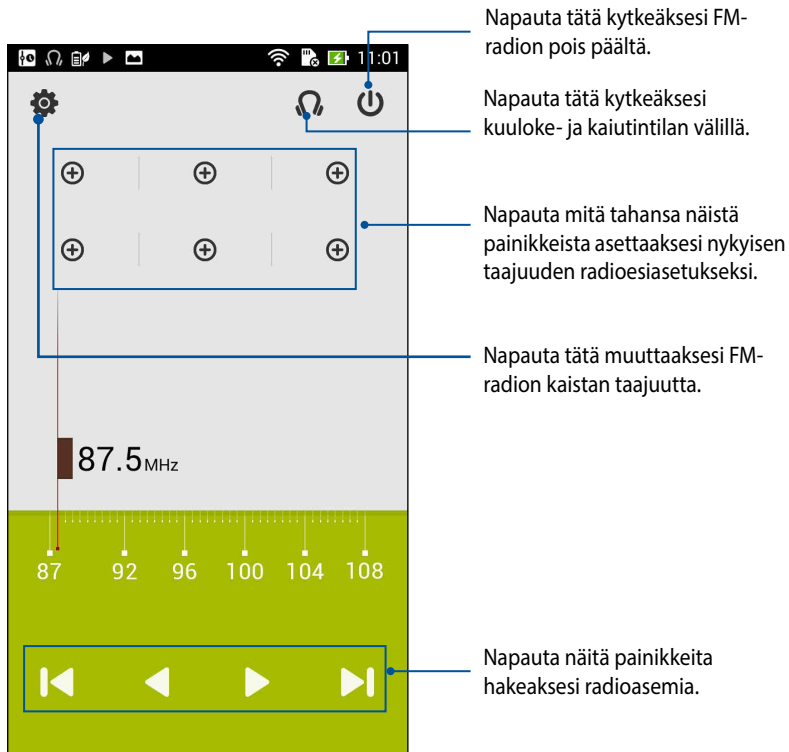 Napauta tätä kytkeäksesi FM-
radion pois päältä.
11:01
Napauta tätä kytkeäksesi
kuuloke- ja kaiutintilan välillä.
Napauta mitä tahansa näistä
painikkeista asettaaksesi nykyisen
taajuuden radioesiasetukseksi.
Napauta tätä muuttaaksesi FM-
radion kaistan taajuutta.
87.5MHz
87 92 96 100 104 108
Napauta näitä painikkeita
hakeaksesi radioasemia.